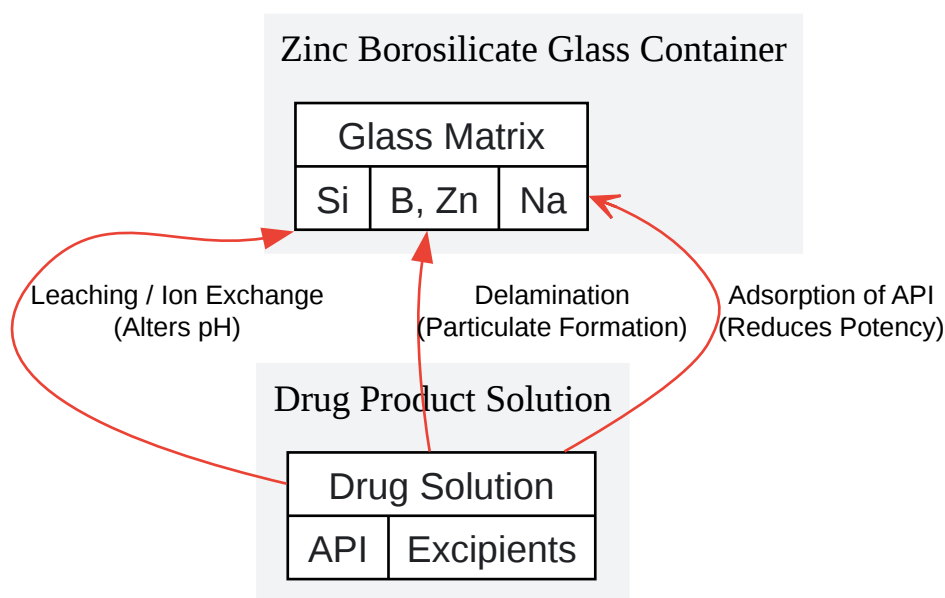 Zinc Borosilicate Glass Container
Glass Matrix
Si
B, Zn
Na
Leaching / Ion Exchange
(Alters pH)
Delamination
(Particulate Formation)
Adsorption of API
(Reduces Potency)
Drug Product Solution
Drug Solution
API
Excipients